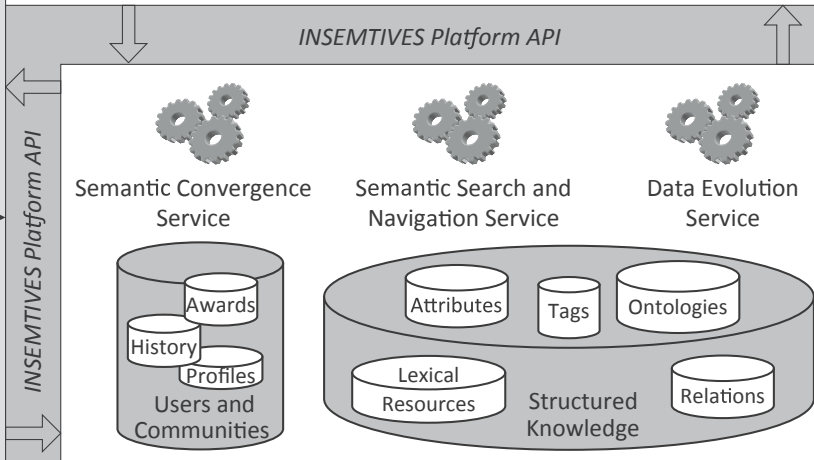 INSEMTIVES Platform API
INSEMTIVES Platform API
Semantic Convergence
Service
Semantic Search and
Navigation Service
Data Evolution
Service
Awards
History
Profiles
Users and
Communities
Attributes
Tags
Ontologies
Lexical
Resources
Structured
Knowledge
Relations